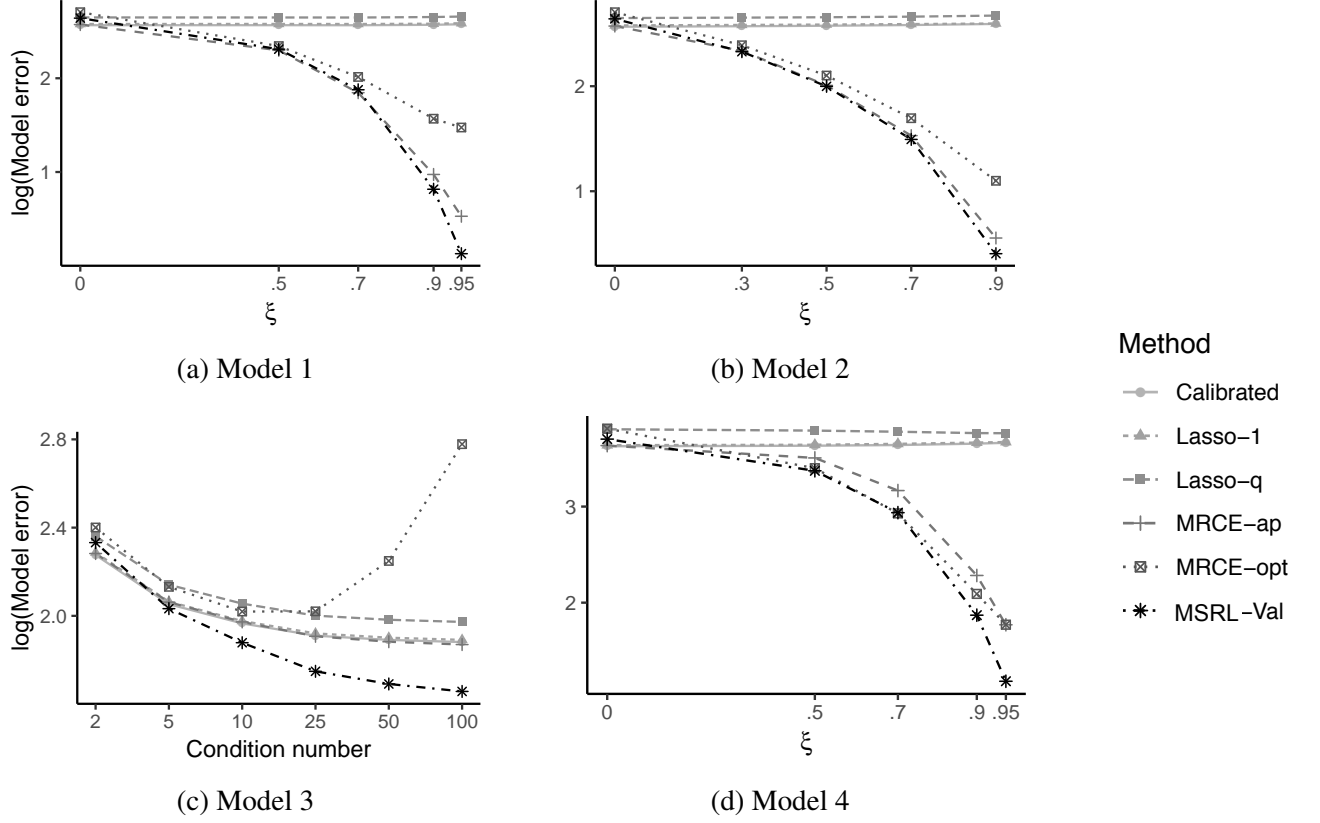 log(Model error)
2
1
0 .5 .7 .9 .95
ξ
(a) Model 1
2
1
0 .3 .5 .7 .9
ξ
(b) Model 2
log(Model error)
2.8
2.4
2.0
2 5 10 25 50 100
Condition number
(c) Model 3
3
2
0 .5 .7 .9 .95
ξ
(d) Model 4
Method
Calibrated
Lasso−1
Lasso−q
MRCE−ap
MRCE−opt
MSRL−Val